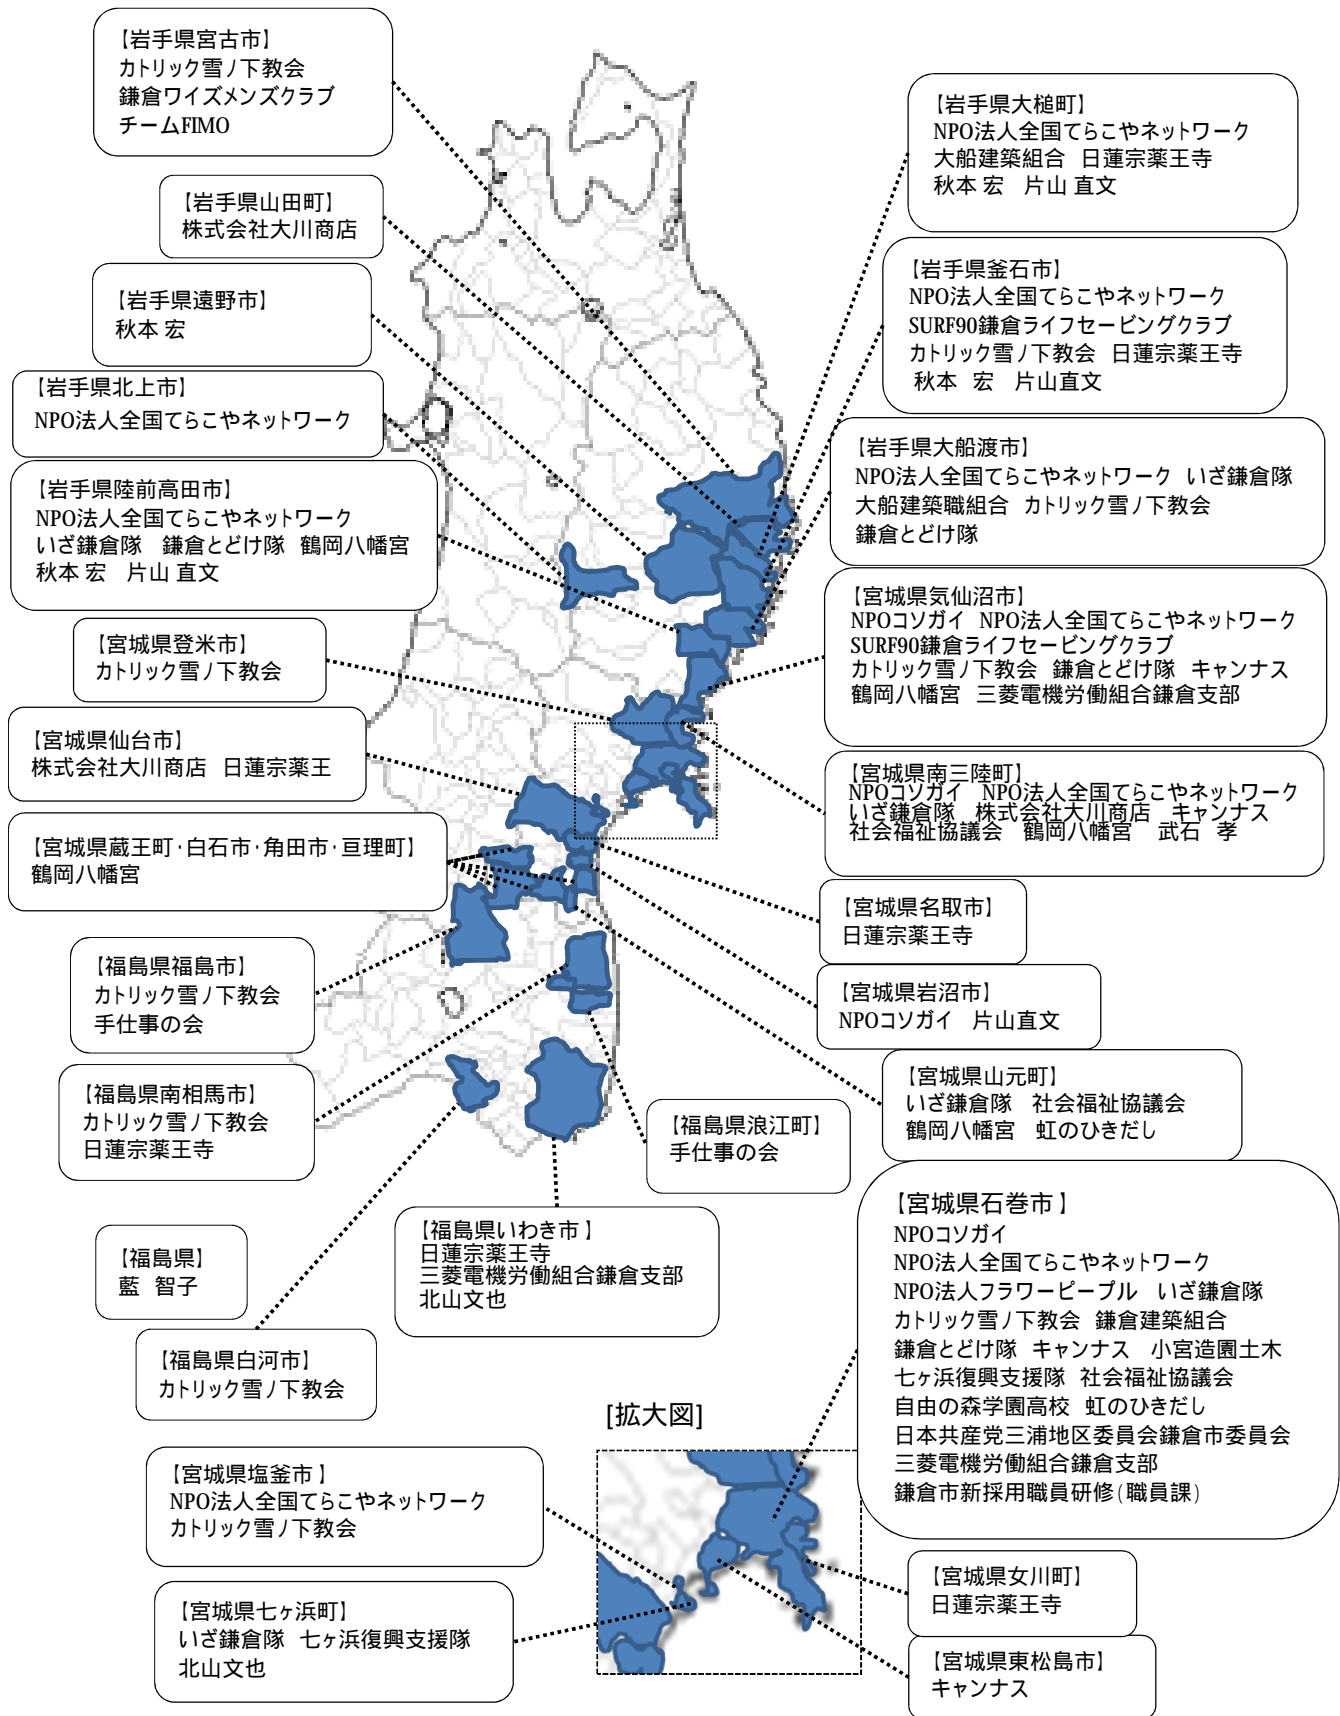 【岩手県宮古市】
カトリック雪ノ下教会
鎌倉ワイズメンズクラブ
チームFIMO
【岩手県山田町】
株式会社大川商店
【岩手県遠野市】
秋本 宏
【岩手県北上市】
NPO法人全国てらこやネットワーク
【岩手県陸前高田市】
NPO法人全国てらこやネットワーク
いざ鎌倉隊　鎌倉とどけ隊　鶴岡八幡宮
秋本 宏　片山 直文
【宮城県登米市】
カトリック雪ノ下教会
【宮城県仙台市】
株式会社大川商店　日蓮宗薬王
【宮城県蔵王町・白石市・角田市・亘理町】
鶴岡八幡宮
【福島県福島市】
カトリック雪ノ下教会
手仕事の会
【福島県南相馬市】
カトリック雪ノ下教会
日蓮宗薬王寺
【福島県】
藍　智子
【福島県白河市】
カトリック雪ノ下教会
【福島県いわき市】
日蓮宗薬王寺
三菱電機労働組合鎌倉支部
北山文也
【福島県浪江町】
手仕事の会
【岩手県大槌町】
NPO法人全国てらこやネットワーク
大船建築組合　日蓮宗薬王寺
秋本 宏　片山 直文
【岩手県釜石市】
NPO法人全国てらこやネットワーク
SURF90鎌倉ライフセービングクラブ
カトリック雪ノ下教会　日蓮宗薬王寺
秋本 宏　片山直文
【岩手県大船渡市】
NPO法人全国てらこやネットワーク　いざ鎌倉隊
大船建築職組合　カトリック雪ノ下教会
鎌倉とどけ隊
【宮城県気仙沼市】
NPOコソガイ　NPO法人全国てらこやネットワーク
SURF90鎌倉ライフセービングクラブ
カトリック雪ノ下教会　鎌倉とどけ隊　キャンナス
鶴岡八幡宮　三菱電機労働組合鎌倉支部
【宮城県南三陸町】
NPOコソガイ　NPO法人全国てらこやネットワーク
いざ鎌倉隊　株式会社大川商店　キャンナス
社会福祉協議会　鶴岡八幡宮　武石　孝
【宮城県名取市】
日蓮宗薬王寺
【宮城県岩沼市】
NPOコソガイ　片山直文
【宮城県山元町】
いざ鎌倉隊　社会福祉協議会
鶴岡八幡宮　虹のひきだし
【宮城県石巻市】
NPOコソガイ
NPO法人全国てらこやネットワーク
NPO法人フラワーピープル　いざ鎌倉隊
カトリック雪ノ下教会　鎌倉建築組合
鎌倉とどけ隊　キャンナス　小宮造園土木
七ヶ浜復興支援隊　社会福祉協議会
自由の森学園高校　虹のひきだし
日本共産党三浦地区委員会鎌倉市委員会
三菱電機労働組合鎌倉支部
鎌倉市新採用職員研修(職員課)
[拡大図]
【宮城県塩釜市】
NPO法人全国てらこやネットワーク
カトリック雪ノ下教会
【宮城県七ヶ浜町】
いざ鎌倉隊　七ヶ浜復興支援隊
北山文也
【宮城県女川町】
日蓮宗薬王寺
【宮城県東松島市】
キャンナス